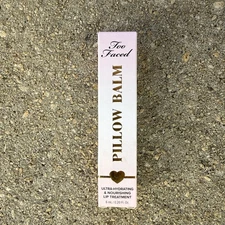 Too
Faced
PILLOW BALM
ULTRA-HYDRATING
& NOURISHING
LIP TREATMENT